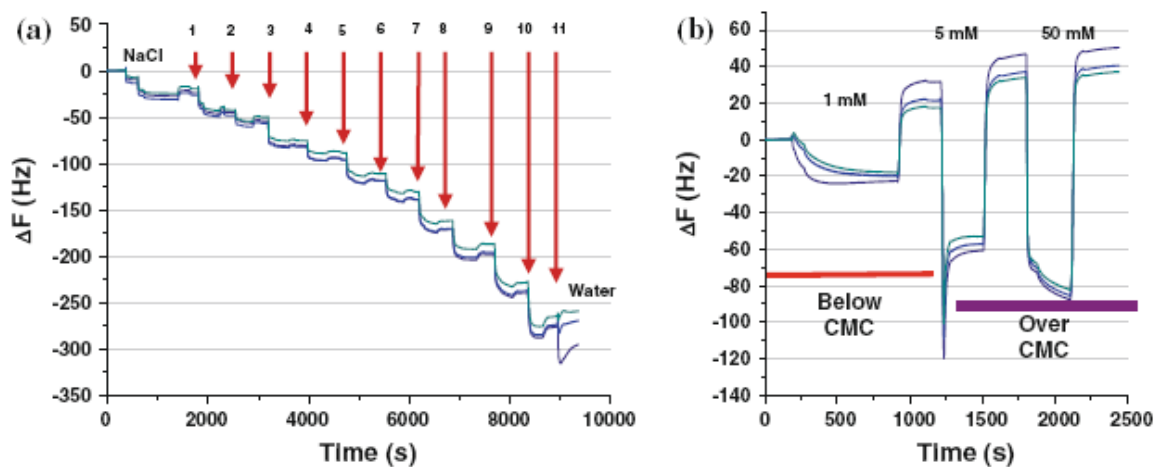 (a)
50
0
-50
-100
-150
-200
-250
-300
-350
ΔF (Hz)
NaCl
1 2 3 4 5 6 7 8 9 10 11
Water
0 2000 4000 6000 8000 10000
Time (s)
(b)
60
40
20
0
-20
-40
-60
-80
-100
-120
-140
ΔF (Hz)
5 mM 50 mM
1 mM
Below
CMC
Over
CMC
0 500 1000 1500 2000 2500
Time (s)